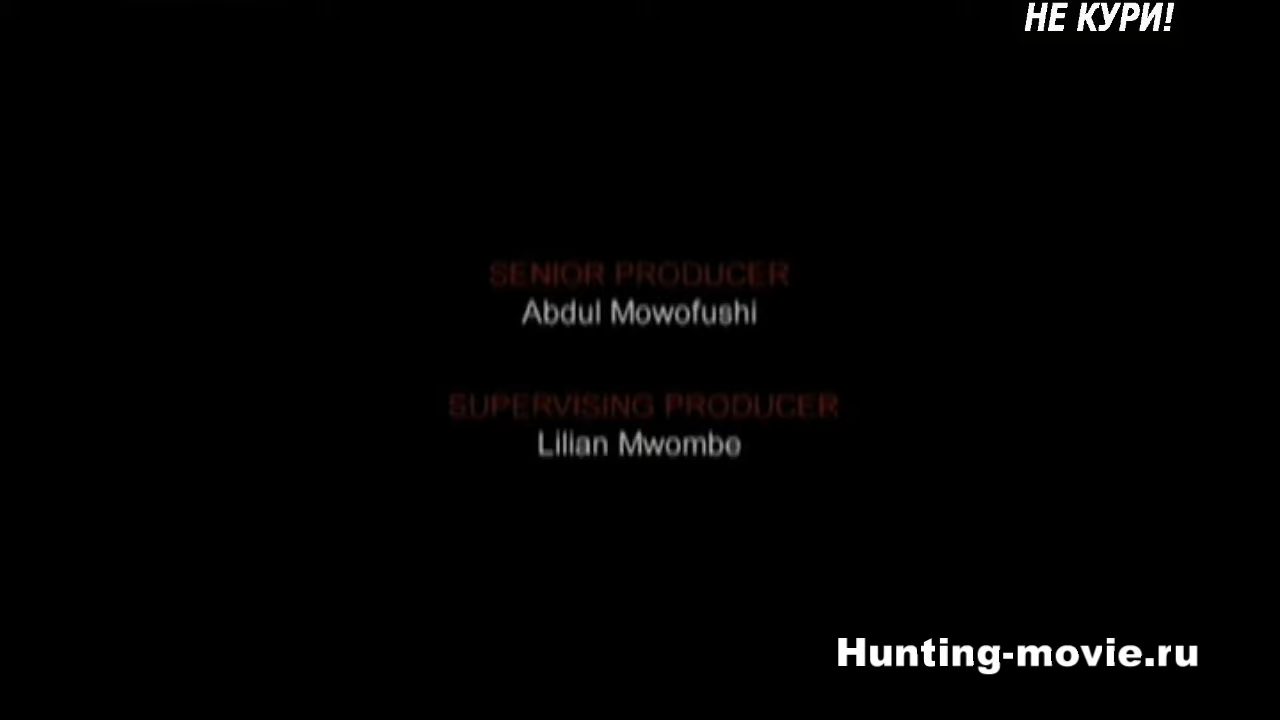 НЕ КУРИ!
SENIOR PRODUCER
Abdul Mowofushi
SUPERVISING PRODUCER
Lilian Mwombe
Hunting-movie.ru